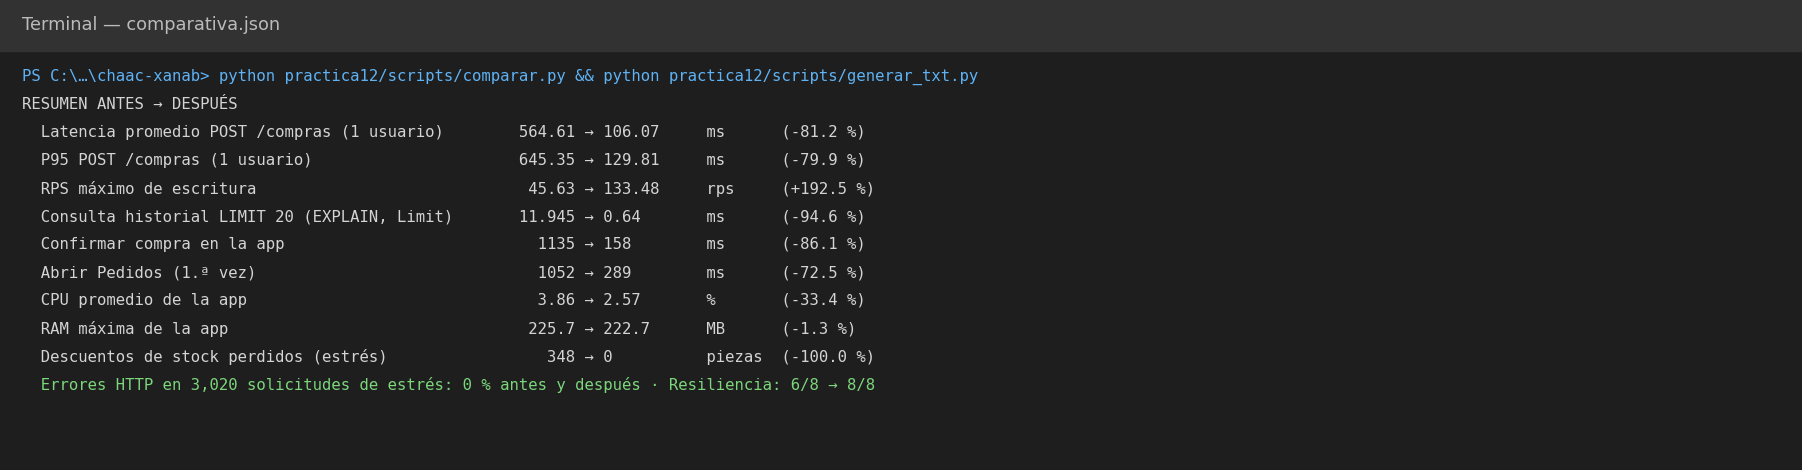 Terminal — comparativa.json
PS C:\…\chaac-xanab> python practica12/scripts/comparar.py && python practica12/scripts/generar_txt.py
RESUMEN ANTES → DESPUÉS
Latencia promedio POST /compras (1 usuario) 564.61 → 106.07 ms (-81.2 %)
P95 POST /compras (1 usuario) 645.35 → 129.81 ms (-79.9 %)
RPS máximo de escritura 45.63 → 133.48 rps (+192.5 %)
Consulta historial LIMIT 20 (EXPLAIN, Limit) 11.945 → 0.64 ms (-94.6 %)
Confirmar compra en la app 1135 → 158 ms (-86.1 %)
Abrir Pedidos (1.ª vez) 1052 → 289 ms (-72.5 %)
CPU promedio de la app 3.86 → 2.57 % (-33.4 %)
RAM máxima de la app 225.7 → 222.7 MB (-1.3 %)
Descuentos de stock perdidos (estrés) 348 → 0 piezas (-100.0 %)
Errores HTTP en 3,020 solicitudes de estrés: 0 % antes y después · Resiliencia: 6/8 → 8/8